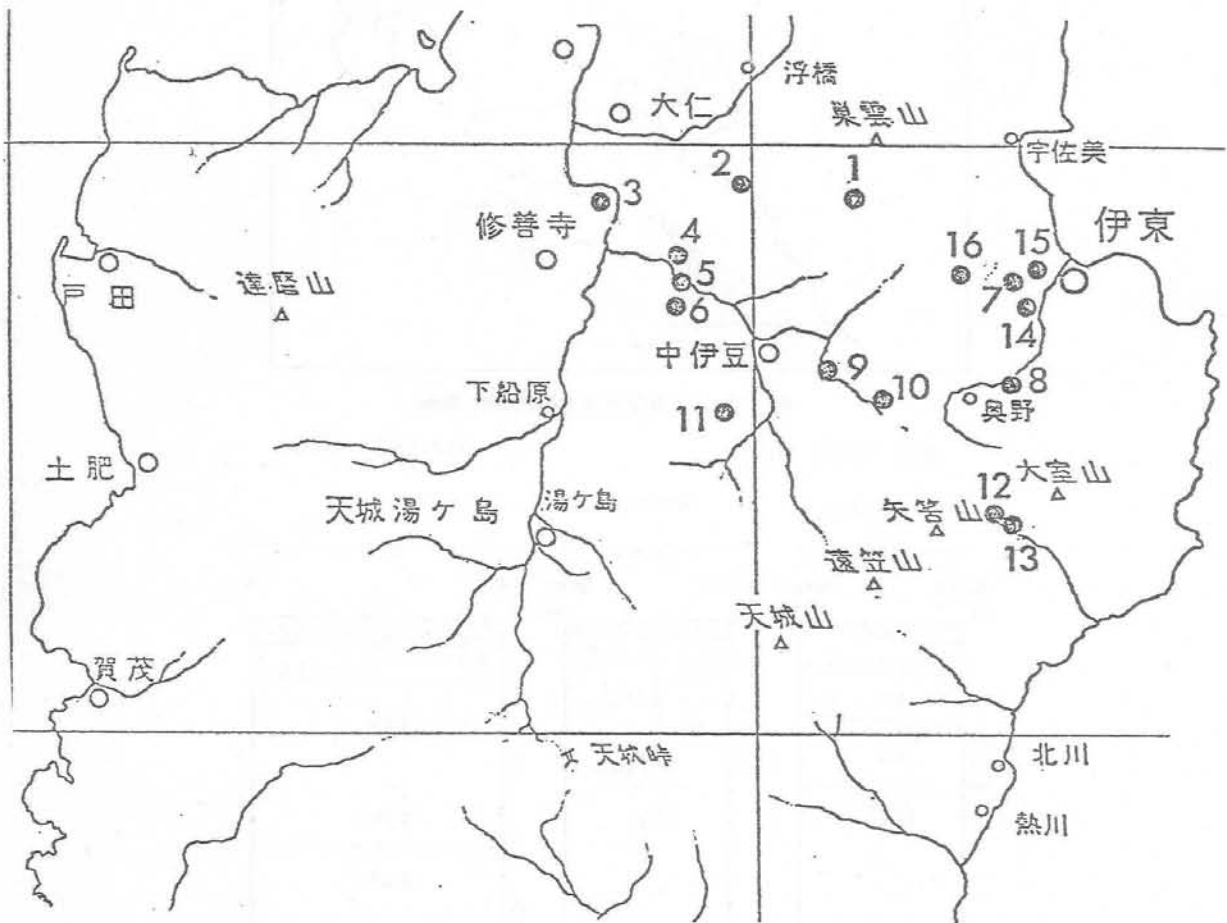 浮橋
大仁
巣雲山
宇佐美
2
1
3
修善寺
伊東
4
16
15
達磨山
5
7
戸田
6
14
中伊豆
9
8
下船原
10
奥野
11
土肥
大室山
12
天城湯ケ島
湯ケ島
矢筈山
13
遠笠山
天城山
賀茂
天城峠
北川
熱川